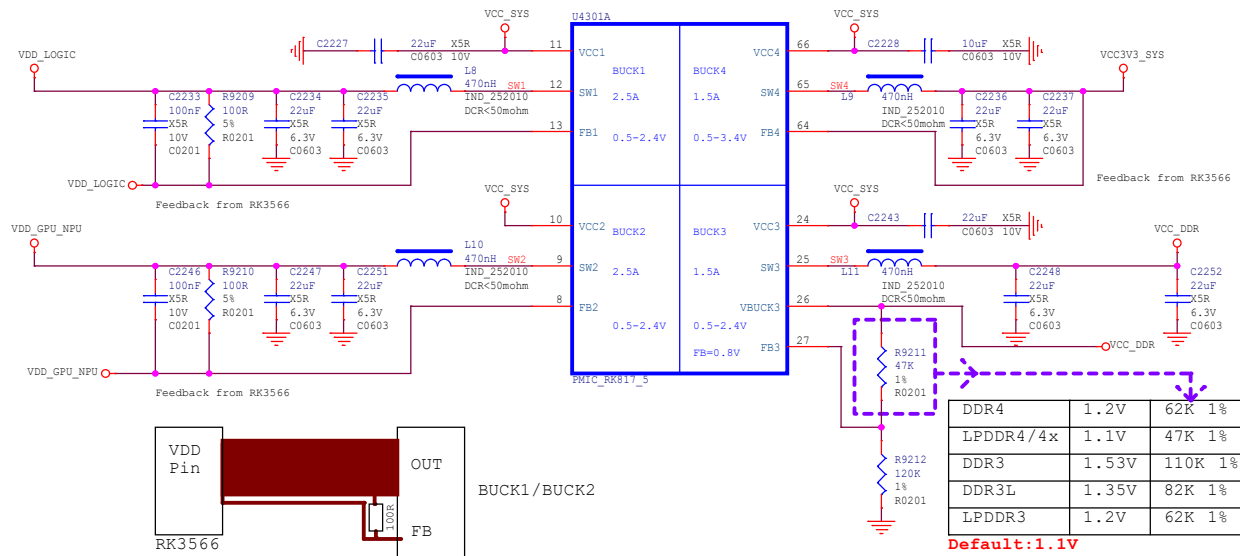 VCC_SYS
U4301A
VCC_SYS
VDD_LOGIC
C2227
22uF
X5R
C0603
10V
11
VCC1
BUCK1
2.5A
0.5-2.4V
BUCK4
1.5A
0.5-3.4V
VCC4
66
C2228
10uF
X5R
C0603
10V
VCC3V3_SYS
L8
470nH
IND_252010
DCR<50mohm
SW1
12
SW1
SW4
65
SW4
L9
470nH
IND_252010
DCR<50mohm
C2233
100nF
X5R
10V
C0201
R9209
100R
5%
R0201
C2234
22uF
X5R
6.3V
C0603
C2235
22uF
X5R
6.3V
C0603
13
FB1
FB4
64
C2236
22uF
X5R
6.3V
C0603
C2237
22uF
X5R
6.3V
C0603
VDD_LOGIC
Feedback from RK3566
Feedback from RK3566
VCC_SYS
VCC_SYS
VDD_GPU_NPU
10
VCC2
BUCK2
2.5A
0.5-2.4V
BUCK3
1.5A
0.5-2.4V
FB=0.8V
VCC3
24
C2243
22uF
X5R
C0603
10V
VCC_DDR
L10
470nH
IND_252010
DCR<50mohm
SW2
9
SW2
SW3
25
SW3
L11
470nH
IND_252010
DCR<50mohm
C2246
100nF
X5R
10V
C0201
R9210
100R
5%
R0201
C2247
22uF
X5R
6.3V
C0603
C2251
22uF
X5R
6.3V
C0603
8
FB2
VBUCK3
26
C2248
22uF
X5R
6.3V
C0603
C2252
22uF
X5R
6.3V
C0603
FB3
27
VCC_DDR
VDD_GPU_NPU
Feedback from RK3566
PMIC_RK817_5
R9211
47K
1%
R0201
R9212
120K
1%
R0201
DDR4 1.2V 62K 1%
LPDDR4/4x 1.1V 47K 1%
DDR3 1.53V 110K 1%
DDR3L 1.35V 82K 1%
LPDDR3 1.2V 62K 1%
Default:1.1V
VDD
Pin
OUT
100R
FB
BUCK1/BUCK2
RK3566